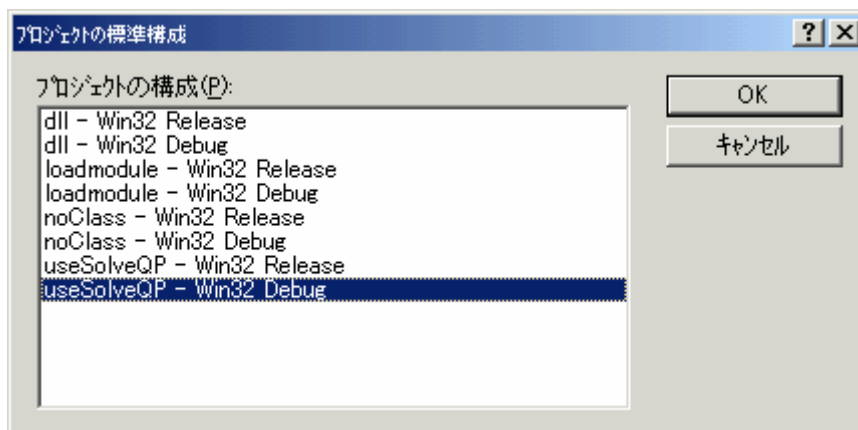 プロジェクトの標準構成
プロジェクトの構成(P):
dll - Win32 Release
dll - Win32 Debug
loadmodule - Win32 Release
loadmodule - Win32 Debug
noClass - Win32 Release
noClass - Win32 Debug
useSolveQP - Win32 Release
useSolveQP - Win32 Debug
OK
キャンセル